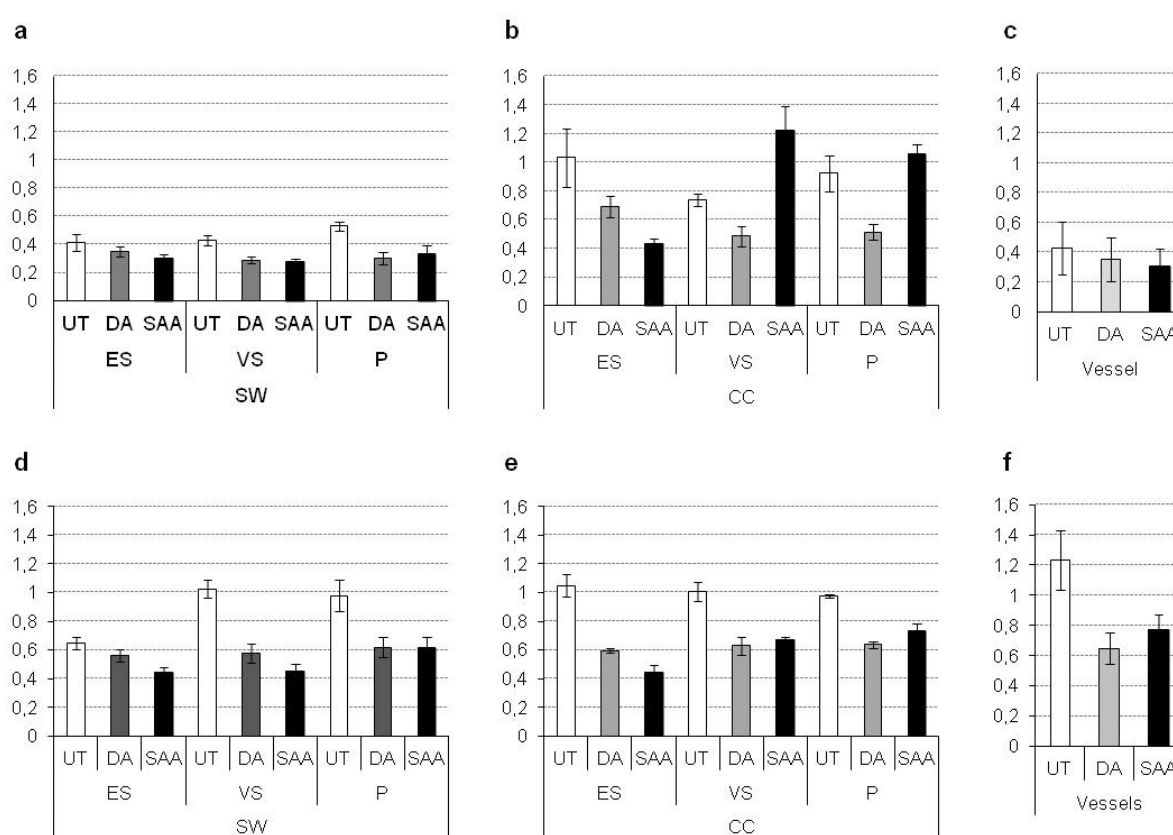 a
1,6
1,4
1,2
1
0,8
0,6
0,4
0,2
0
UT DA SAA UT DA SAA UT DA SAA
ES VS P
SW
b
1,6
1,4
1,2
1
0,8
0,6
0,4
0,2
0
UT DA SAA UT DA SAA UT DA SAA
ES VS P
CC
c
1,6
1,4
1,2
1
0,8
0,6
0,4
0,2
0
UT DA SAA
Vessel
d
1,6
1,4
1,2
1
0,8
0,6
0,4
0,2
0
UT DA SAA UT DA SAA UT DA SAA
ES VS P
SW
e
1,6
1,4
1,2
1
0,8
0,6
0,4
0,2
0
UT DA SAA UT DA SAA UT DA SAA
ES VS P
CC
f
1,6
1,4
1,2
1
0,8
0,6
0,4
0,2
0
UT DA SAA
Vessels